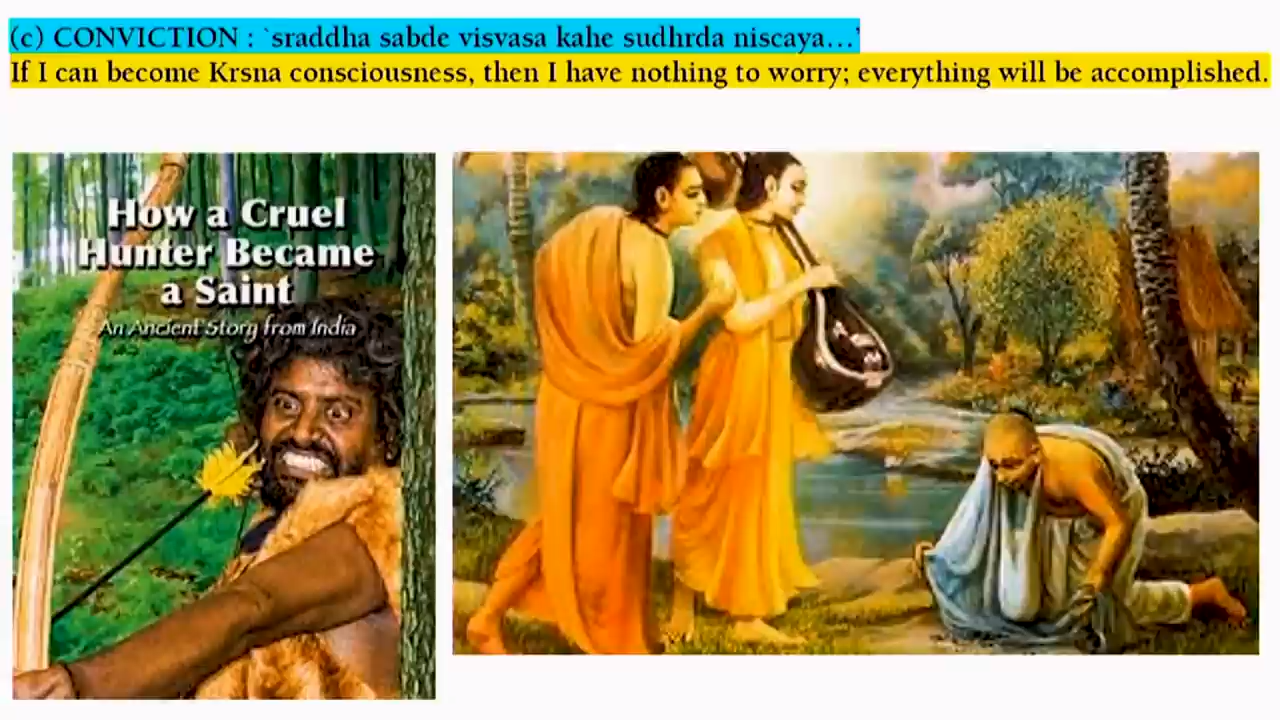 (c) CONVICTION : `sraddha sabde visvasa kahe sudhrda niscaya…'
If I can become Krsna consciousness, then I have nothing to worry; everything will be accomplished.
How a Cruel
Hunter Became
a Saint
An Ancient Story from India